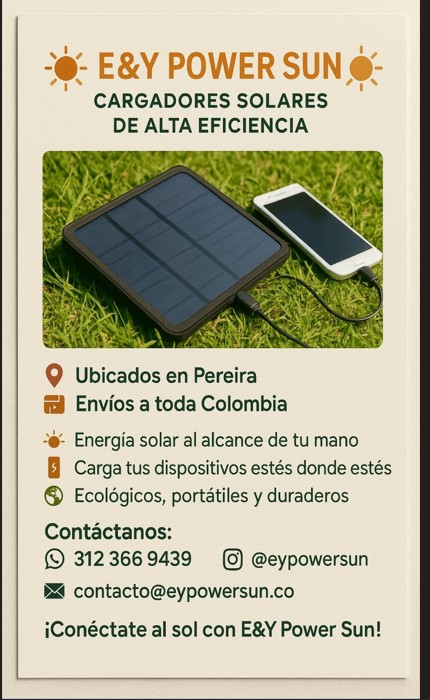 E&Y POWER SUN
CARGADORES SOLARES
DE ALTA EFICIENCIA
Ubicados en Pereira
Envíos a toda Colombia
Energía solar al alcance de tu mano
Carga tus dispositivos estés donde estés
Ecológicos, portátiles y duraderos
Contáctanos:
312 366 9439 @eypowersun
contacto@eypowersun.co
¡Conéctate al sol con E&Y Power Sun!